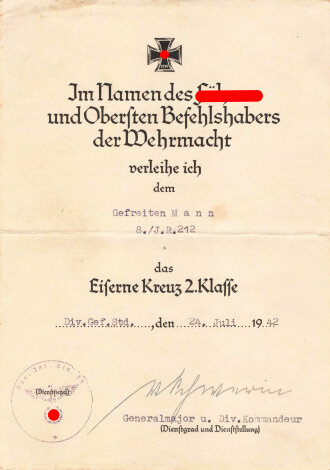 Im Namen des
und Obersten Befehlshabers
der Wehrmacht
verleihe ich
dem
Gefreiten Mann
8./J.R.212
das
Eiserne Kreuz 2.Klasse
Div.Gef.Std. ,den 24. Juli 1942
(Dienstsiegel)
Generalmajor u. Div.Kommandeur
(Dienstgrad und Dienststellung)